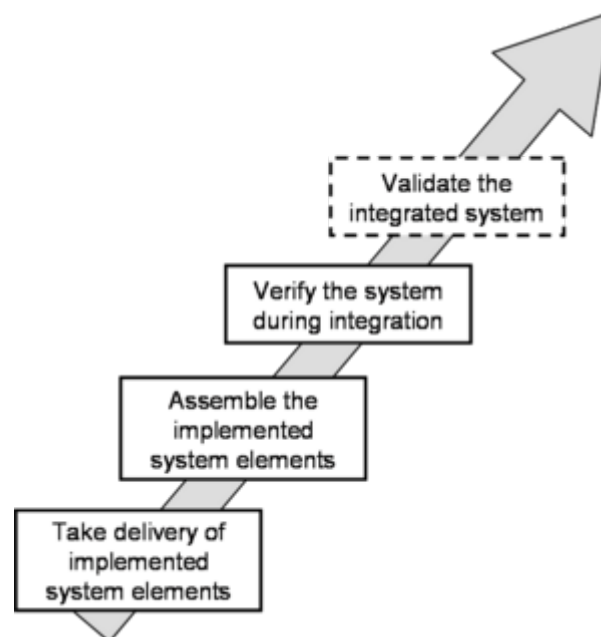 Validate the
integrated system
Verify the system
during integration
Assemble the
implemented
system elements
Take delivery of
implemented
system elements